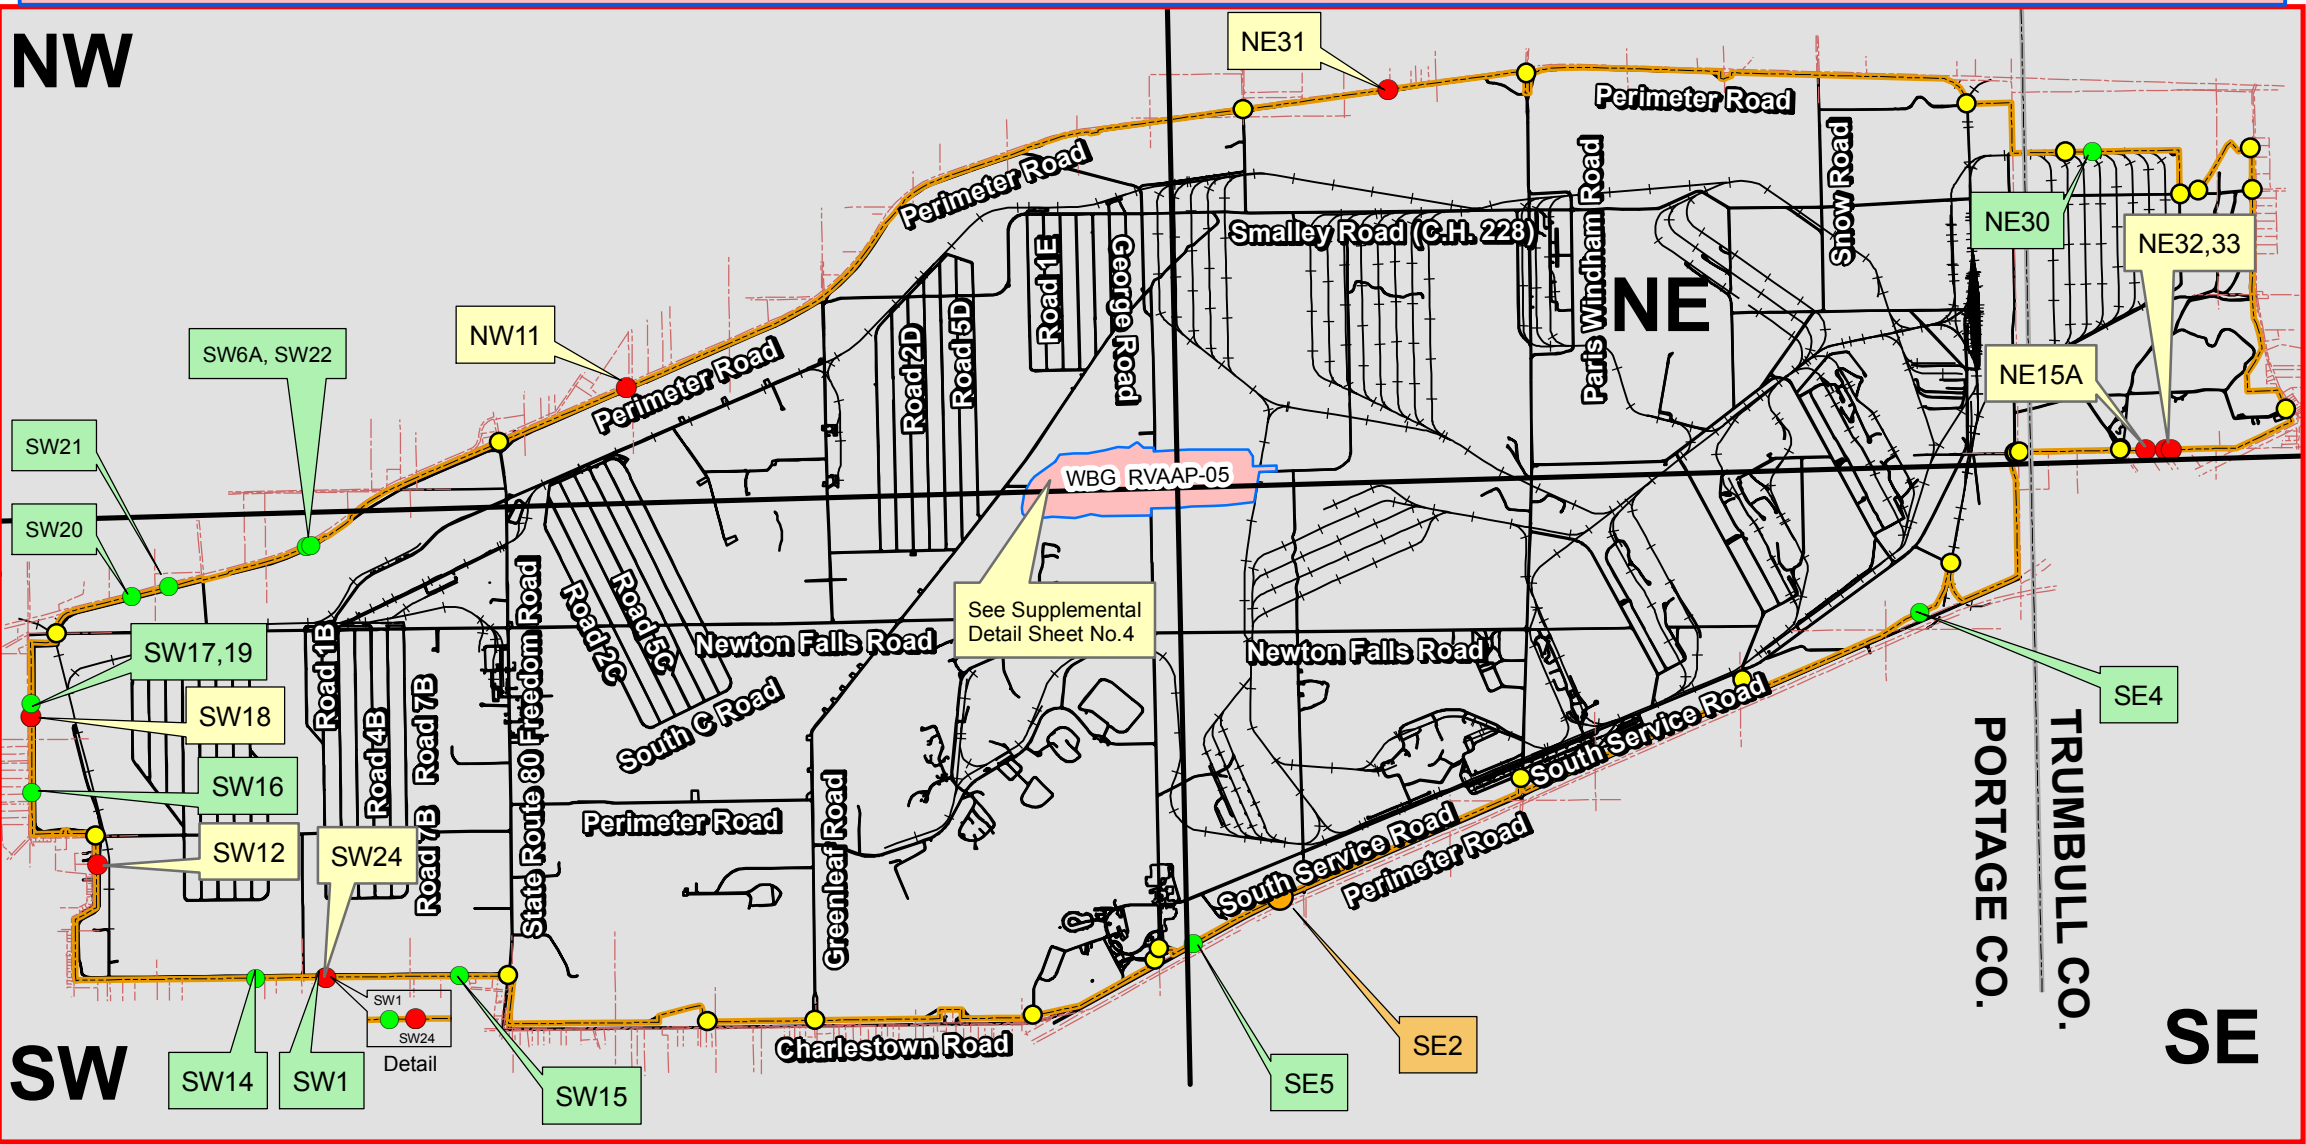 NW
NE31
Perimeter Road
Perimeter Road
Snow Road
NE30
NE32,33
Smalley Road (C.H. 228)
Road 1E
George Road
Paris Windham Road
NE
NW11
SW6A, SW22
Perimeter Road
Road 2D
Road 5D
NE15A
SW21
SW20
WBG RVAAP-05
See Supplemental
Detail Sheet No.4
State Route 80 Freedom Road
Road 2C
Road 5C
Newton Falls Road
Newton Falls Road
SW17,19
SW18
Road 1B
Road 4B
Road 7B
Road 7B
South C Road
South Service Road
SE4
SW16
SW12
SW24
Perimeter Road
Greenleaf Road
South Service Road
Perimeter Road
PORTAGE CO.
TRUMBULL CO.
SW1
SW24
Detail
Charlestown Road
SW
SW14
SW1
SW15
SE5
SE2
SE